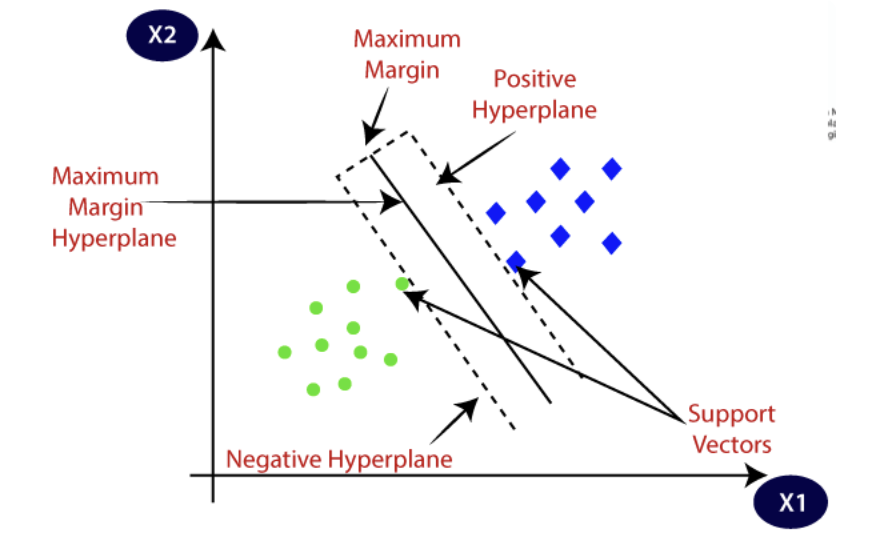 X2
Maximum
Margin
Positive
Hyperplane
Maximum
Margin
Hyperplane
Support
Vectors
Negative Hyperplane
X1